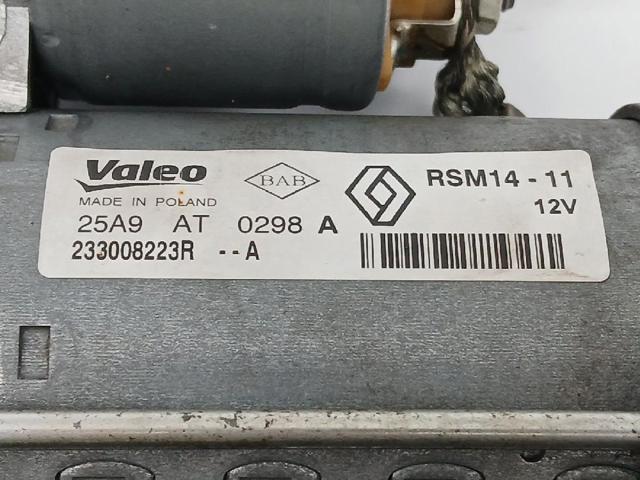 Valeo BAB RSM14 - 11
MADE IN POLAND 12V
25A9 AT 0298 A
233008223R --A